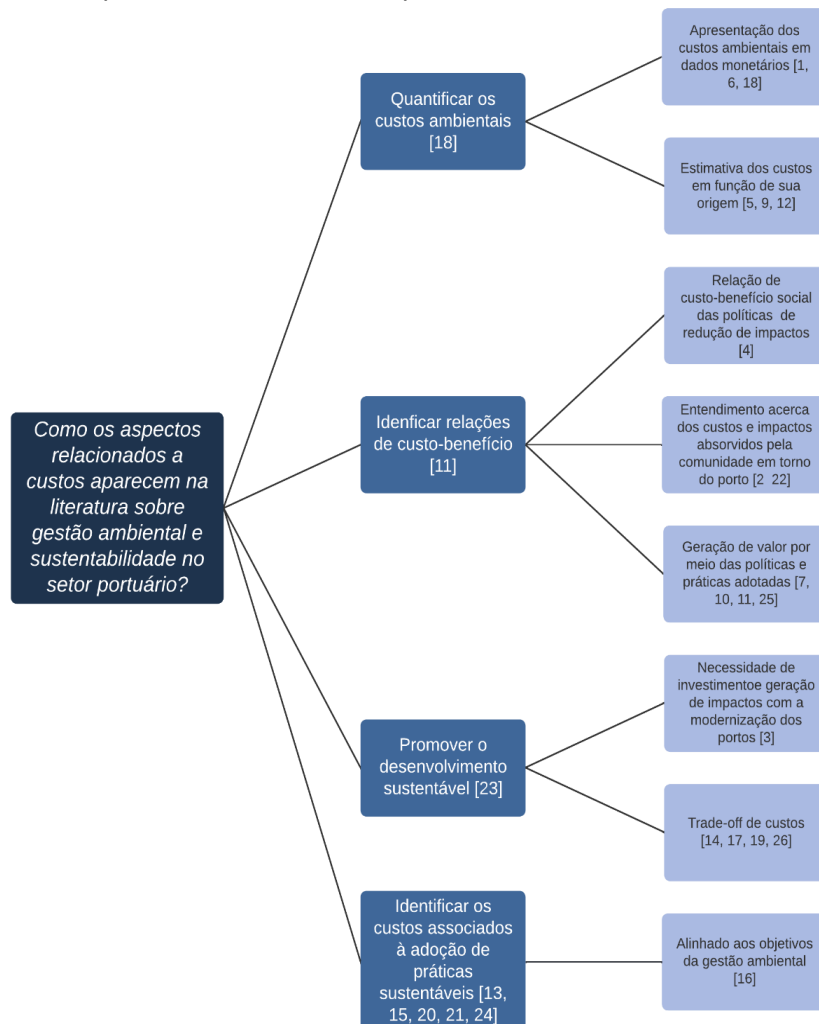 Como os aspectos
relacionados a
custos aparecem na
literatura sobre
gestão ambiental e
sustentabilidade no
setor portuário?
Quantificar os
custos ambientais
[18]
Apresentação dos
custos ambientais em
dados monetários [1,
6, 18]
Estimativa dos custos
em função de sua
origem [5, 9, 12]
Idenficar relações
de custo-benefício
[11]
Relação de
custo-benefício social
das políticas  de
redução de impactos
[4]
Entendimento acerca
dos custos e impactos
absorvidos pela
comunidade em torno
do porto [2  22]
Geração de valor por
meio das políticas e
práticas adotadas [7,
10, 11, 25]
Promover o
desenvolvimento
sustentável [23]
Necessidade de
investimentoe geração
de impactos com a
modernização dos
portos [3]
Trade-off de custos
[14, 17, 19, 26]
Identificar os
custos associados
à adoção de
práticas
sustentáveis [13,
15, 20, 21, 24]
Alinhado aos objetivos
da gestão ambiental
[16]